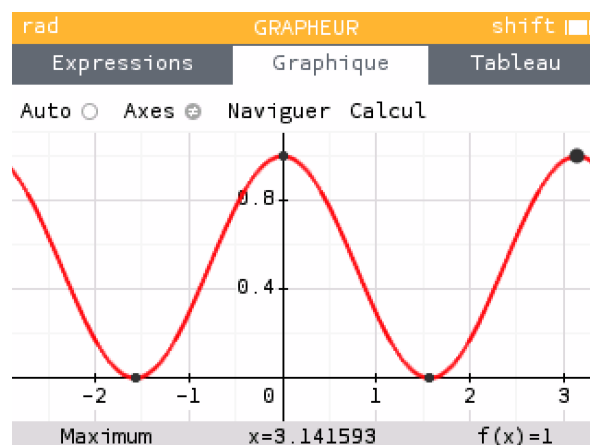 rad GRAPHEUR shift
Expressions Graphique Tableau
Auto Axes ≠ Naviguer Calcul
0.8
0.4
-2 -1 0 1 2 3
Maximum x=3.141593 f(x)=1